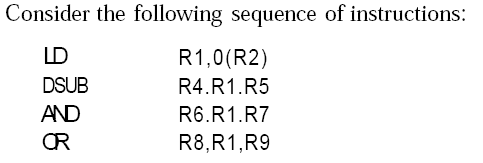 Consider the following sequence of instructions:
LD R1,0(R2)
DSUB R4.R1.R5
AND R6.R1.R7
OR R8,R1,R9